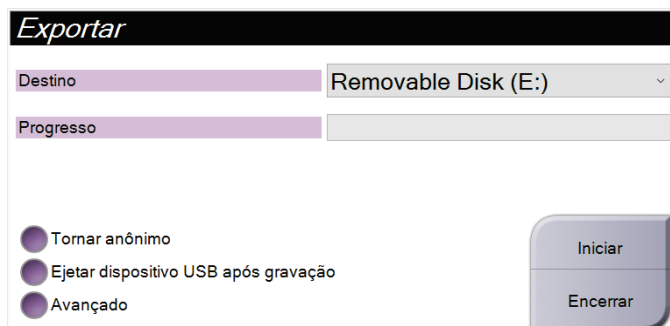 Exportar
Destino
Removable Disk (E:)
Progresso
Tornar anônimo
Ejetar dispositivo USB após gravação
Avançado
Iniciar
Encerrar